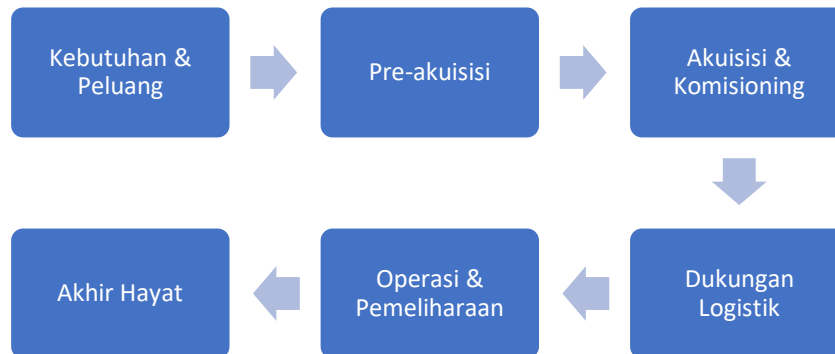 Kebutuhan &
Peluang
Pre-akuisisi
Akuisisi &
Komisioning
Dukungan
Logistik
Operasi &
Pemeliharaan
Akhir Hayat